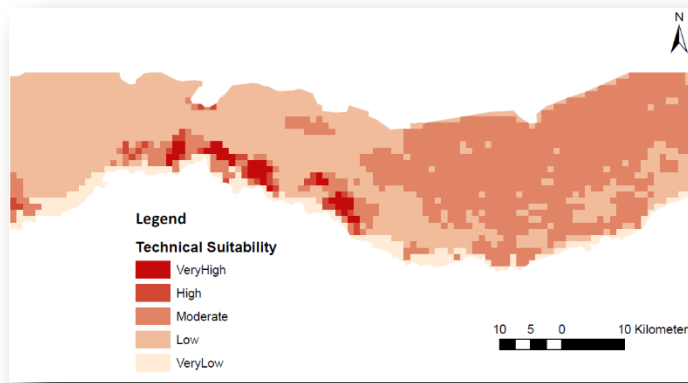 N
Legend
Technical Suitability
VeryHigh
High
Moderate
Low
VeryLow
10 5 0 10 Kilometer